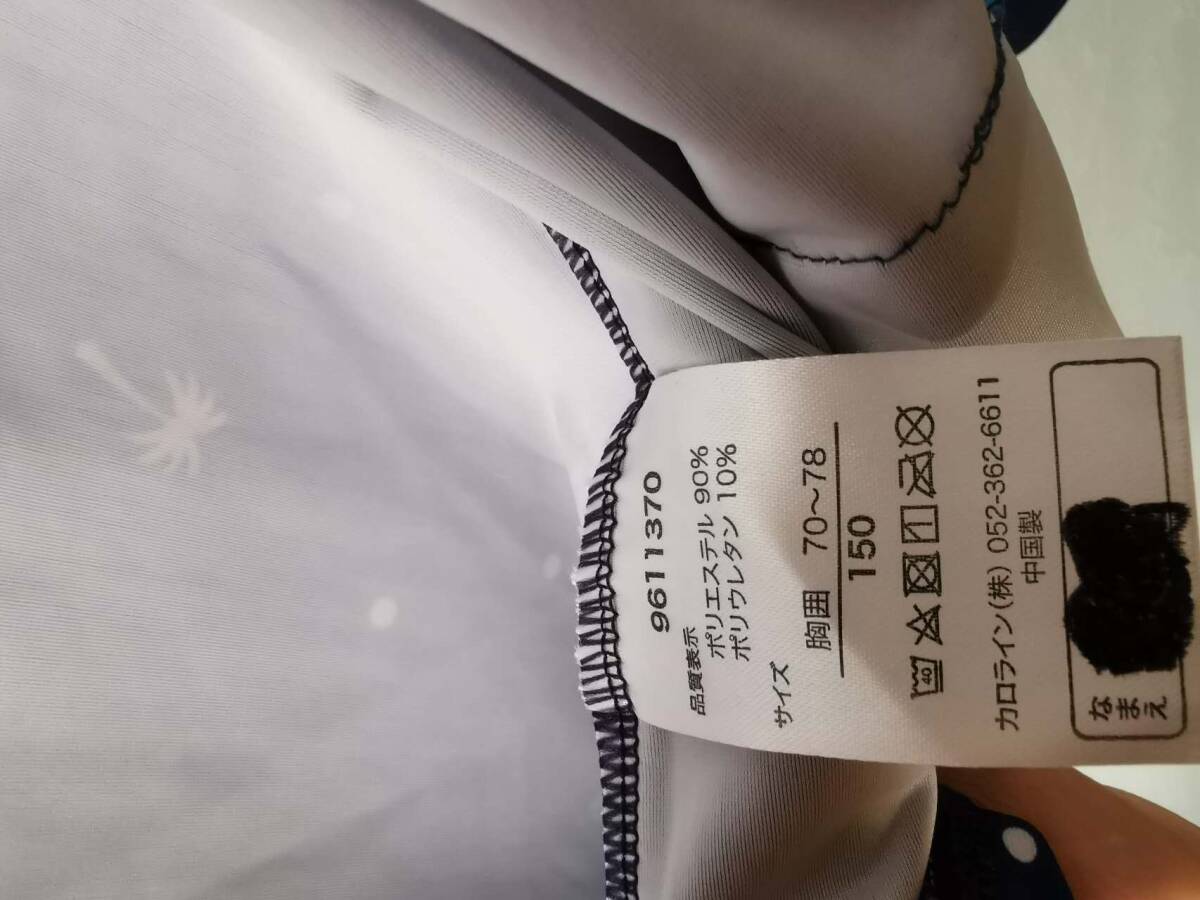 9611370
品質表示
ポリエステル 90%
ポリウレタン 10%
サイズ
胸囲 70〜78
150
40
カロライン(株) 052-362-6611
中国製
なまえ